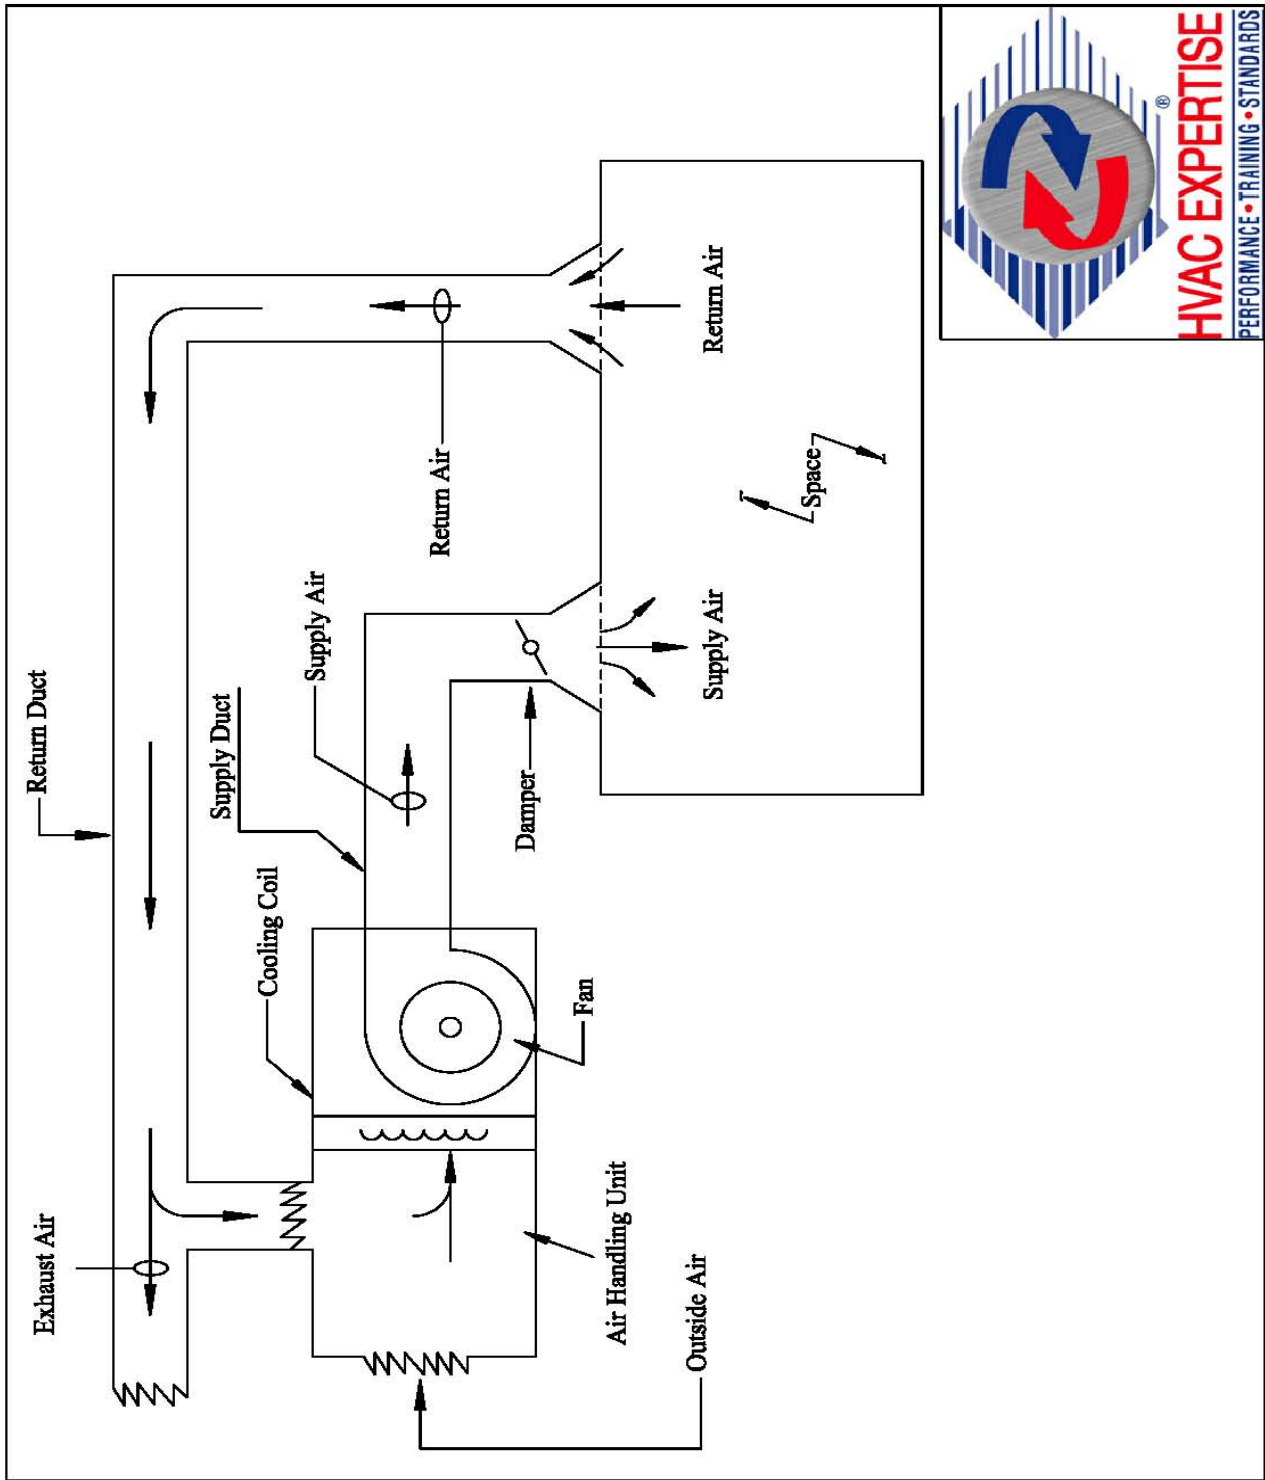 Return Duct
Exhaust Air
Supply Duct
Cooling Coil
Supply Air
Return Air
Damper
Fan
Air Handling Unit
Outside Air
Supply Air
Return Air
Space
®
HVAC EXPERTISE
PERFORMANCE•TRAINING•STANDARDS